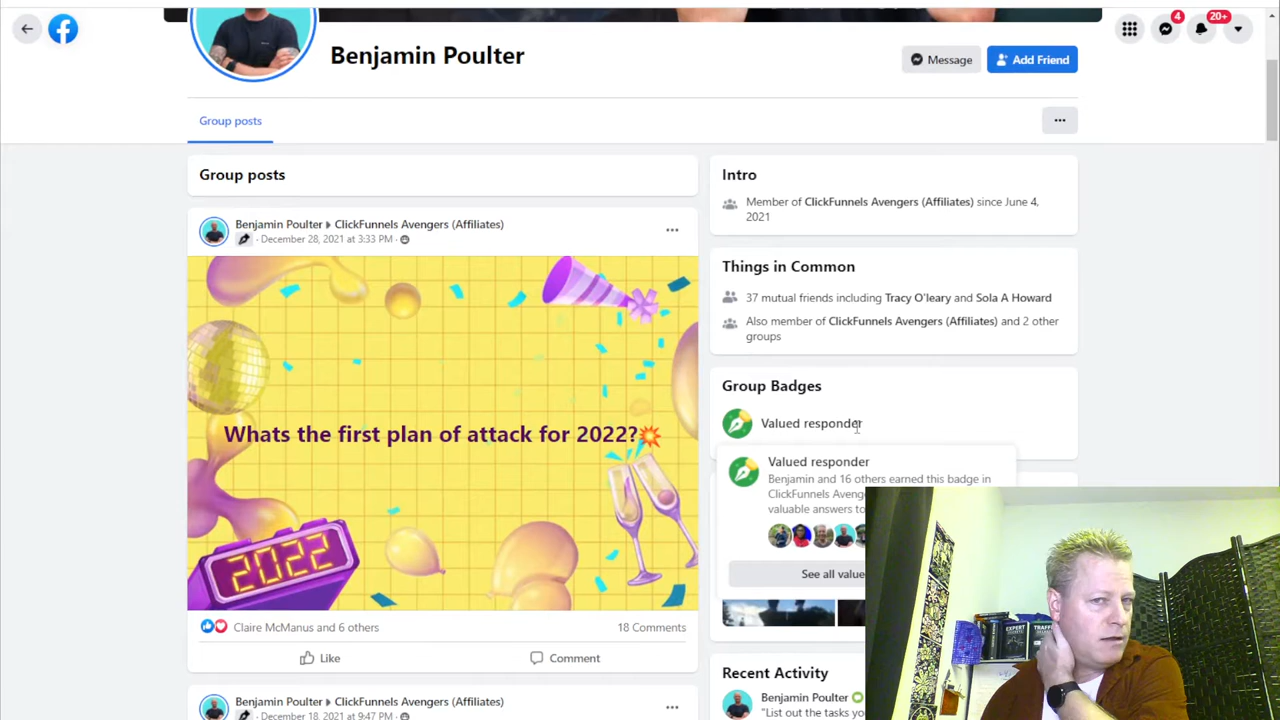 4
20+
Benjamin Poulter
Message
Add Friend
Group posts
Group posts
Benjamin Poulter ClickFunnels Avengers (Affiliates)
· December 28, 2021 at 3:33 PM ·
Whats the first plan of attack for 2022?
2022
Claire McManus and 6 others
18 Comments
Like
Comment
Benjamin Poulter ClickFunnels Avengers (Affiliates)
· December 18, 2021 at 9:47 PM ·
Intro
Member of ClickFunnels Avengers (Affiliates) since June 4,
2021
Things in Common
37 mutual friends including Tracy O'leary and Sola A Howard
Also member of ClickFunnels Avengers (Affiliates) and 2 other
groups
Group Badges
Valued responder
Valued responder
Benjamin and 16 others earned this badge in
ClickFunnels Avenge
valuable answers to
See all value
Recent Activity
Benjamin Poulter
"List out the tasks yo
EXPERT
SECRETS
TRAFF